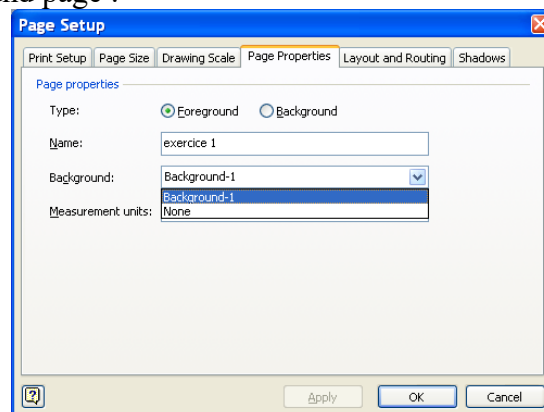 nd page :
Page Setup
Print Setup Page Size Drawing Scale Page Properties Layout and Routing Shadows
Page properties
Type: Foreground Background
Name: exercice 1
Background: Background-1
Background-1
Measurement units: None
Apply OK Cancel